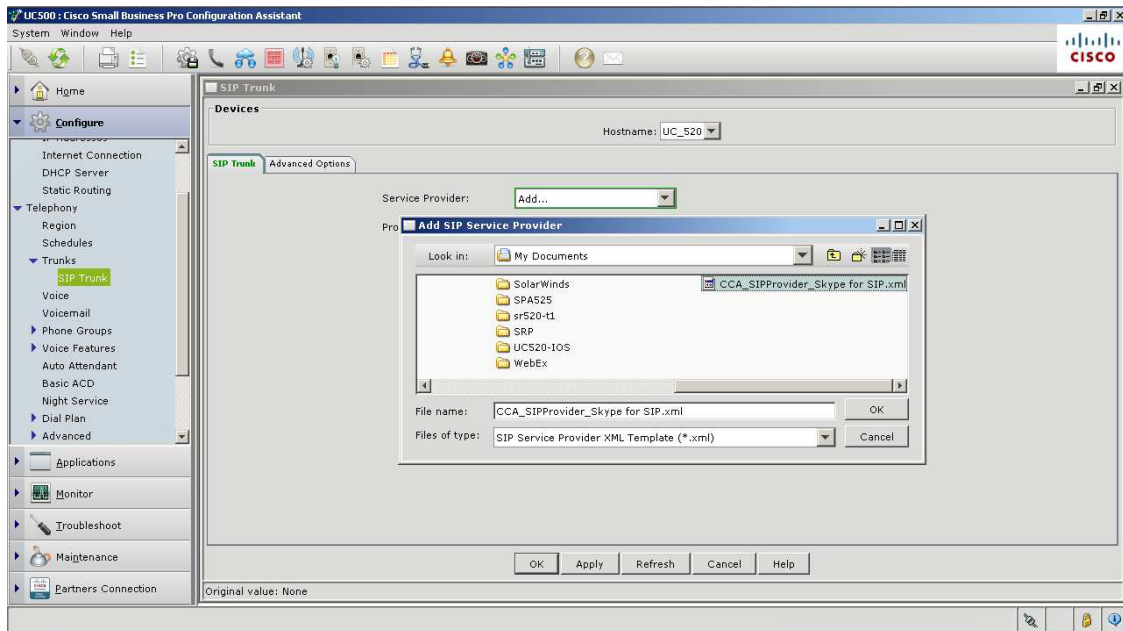 UC500 : Cisco Small Business Pro Configuration Assistant
System Window Help
CISCO
Home
Configure
IP Addresses
Internet Connection
DHCP Server
Static Routing
Telephony
Region
Schedules
Trunks
SIP Trunk
Voice
Voicemail
Phone Groups
Voice Features
Auto Attendant
Basic ACD
Night Service
Dial Plan
Advanced
Applications
Monitor
Troubleshoot
Maintenance
Partners Connection
SIP Trunk
Devices
Hostname: UC_520
SIP Trunk Advanced Options
Service Provider: Add...
Pro
Add SIP Service Provider
Look in: My Documents
SolarWinds
SPA525
sr520-t1
SRP
UC520-IOS
WebEx
CCA_SIPProvider_Skype for SIP.xml
File name: CCA_SIPProvider_Skype for SIP.xml OK
Files of type: SIP Service Provider XML Template (*.xml) Cancel
OK Apply Refresh Cancel Help
Original value: None